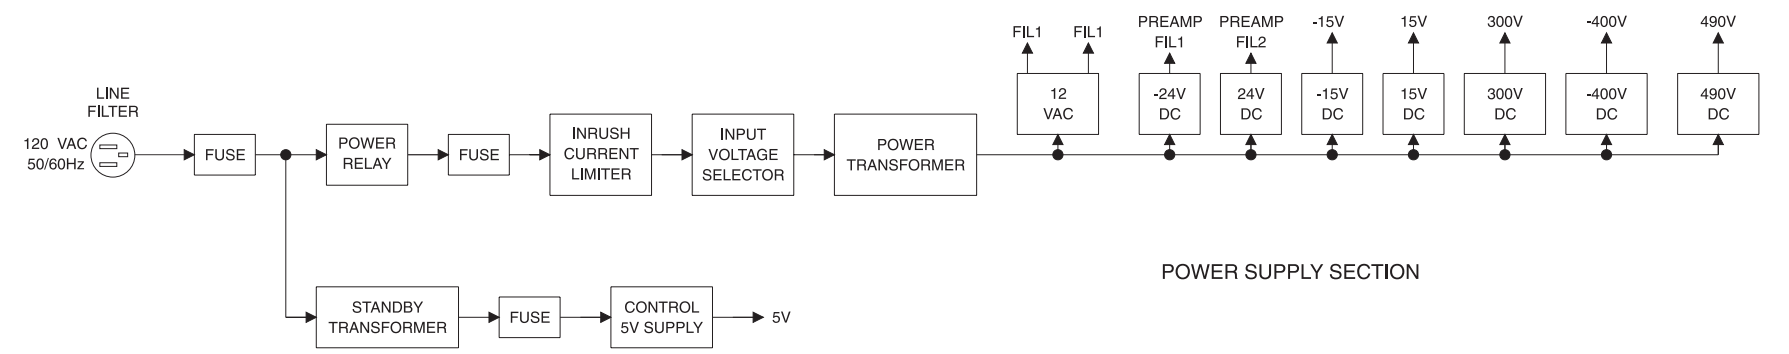 LINE
FILTER
120 VAC
50/60Hz
FUSE
POWER
RELAY
FUSE
INRUSH
CURRENT
LIMITER
INPUT
VOLTAGE
SELECTOR
POWER
TRANSFORMER
FIL1
FIL1
12
VAC
PREAMP
FIL1
-24V
DC
PREAMP
FIL2
24V
DC
-15V
-15V
DC
15V
15V
DC
300V
300V
DC
-400V
-400V
DC
490V
490V
DC
POWER SUPPLY SECTION
STANDBY
TRANSFORMER
FUSE
CONTROL
5V SUPPLY
5V